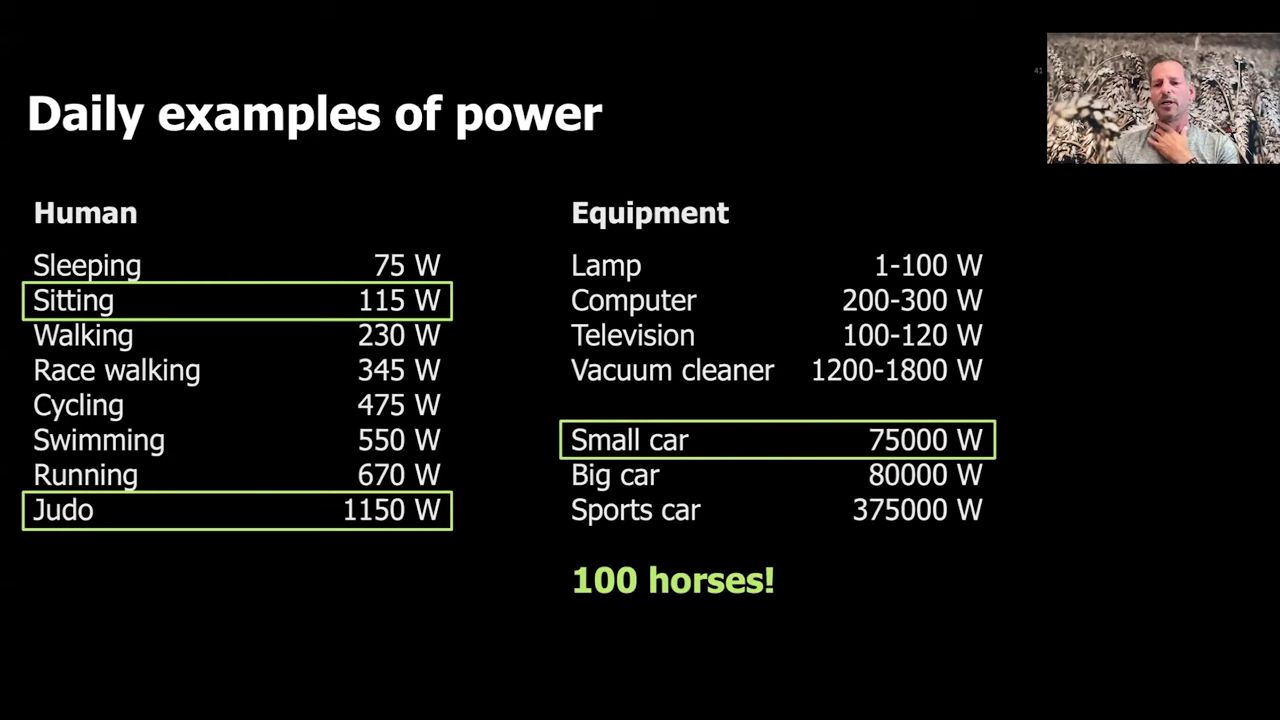 41
Daily examples of power
Human
Sleeping 75 W
Sitting 115 W
Walking 230 W
Race walking 345 W
Cycling 475 W
Swimming 550 W
Running 670 W
Judo 1150 W
Equipment
Lamp 1-100 W
Computer 200-300 W
Television 100-120 W
Vacuum cleaner 1200-1800 W
Small car 75000 W
Big car 80000 W
Sports car 375000 W
100 horses!